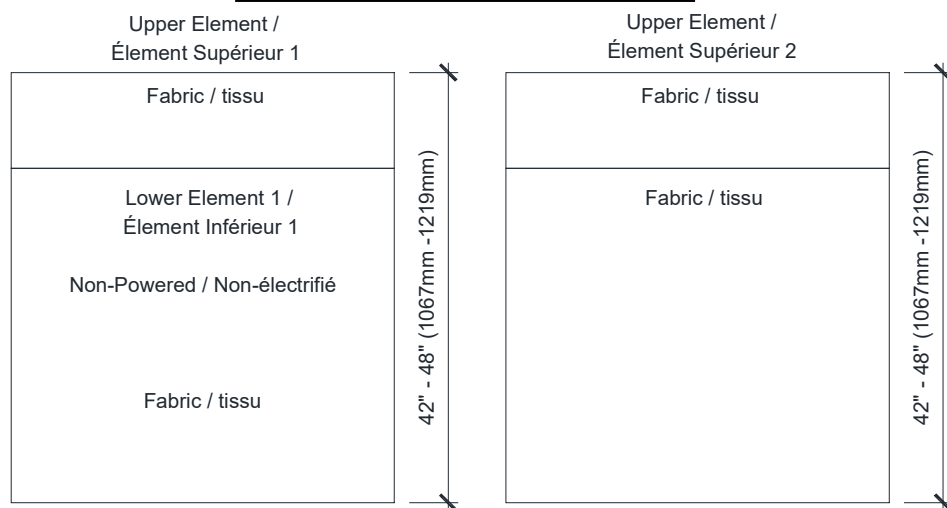 Upper Element /
Élement Supérieur 1
Fabric / tissu
Lower Element 1 /
Élement Inférieur 1
Non-Powered / Non-électrifié
Fabric / tissu
42" - 48" (1067mm -1219mm)
Upper Element /
Élement Supérieur 2
Fabric / tissu
Fabric / tissu
42" - 48" (1067mm -1219mm)